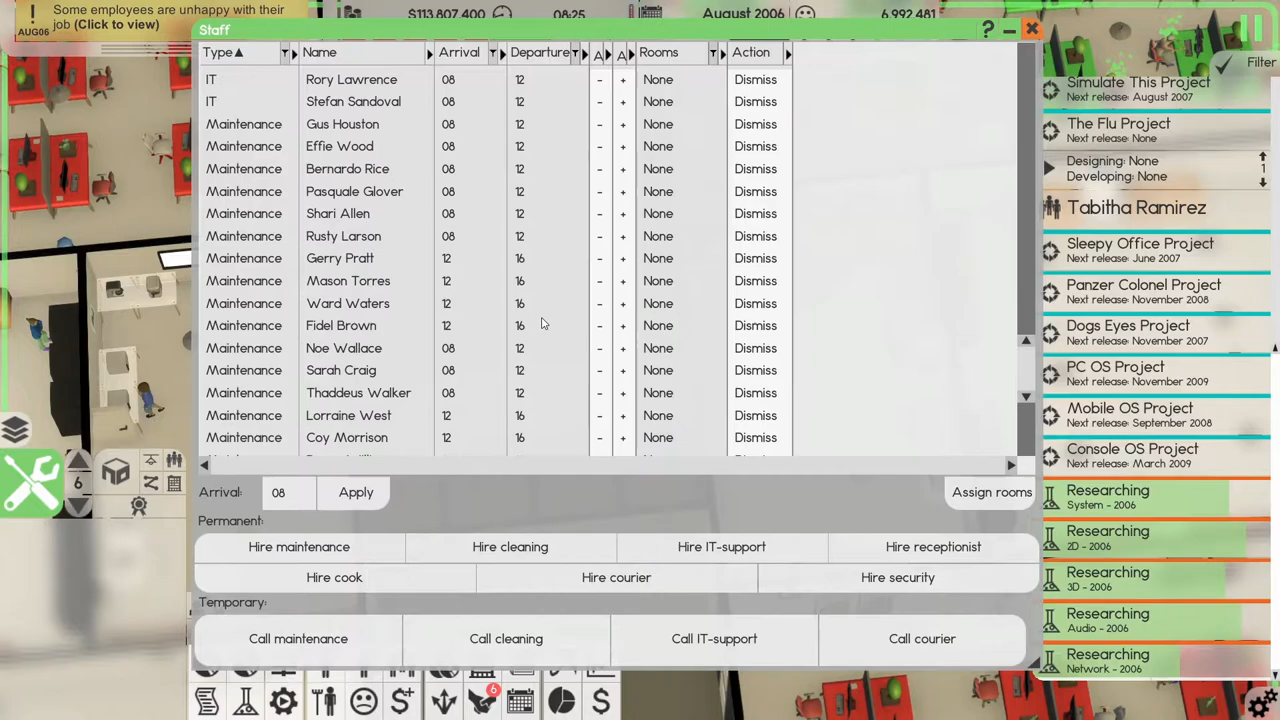 Some employees are unhappy with their
job (Click to view)
AUG06
$113 807 400
08:25
August 2006
6 992 481
Staff
?
Type Name Arrival Departure A A Rooms Action
IT Rory Lawrence 08 12 - + None Dismiss
IT Stefan Sandoval 08 12 - + None Dismiss
Maintenance Gus Houston 08 12 - + None Dismiss
Maintenance Effie Wood 08 12 - + None Dismiss
Maintenance Bernardo Rice 08 12 - + None Dismiss
Maintenance Pasquale Glover 08 12 - + None Dismiss
Maintenance Shari Allen 08 12 - + None Dismiss
Maintenance Rusty Larson 08 12 - + None Dismiss
Maintenance Gerry Pratt 12 16 - + None Dismiss
Maintenance Mason Torres 12 16 - + None Dismiss
Maintenance Ward Waters 12 16 - + None Dismiss
Maintenance Fidel Brown 12 16 - + None Dismiss
Maintenance Noe Wallace 08 12 - + None Dismiss
Maintenance Sarah Craig 08 12 - + None Dismiss
Maintenance Thaddeus Walker 08 12 - + None Dismiss
Maintenance Lorraine West 12 16 - + None Dismiss
Maintenance Coy Morrison 12 16 - + None Dismiss
Arrival: 08 Apply Assign rooms
Permanent:
Hire maintenance Hire cleaning Hire IT-support Hire receptionist
Hire cook Hire courier Hire security
Temporary:
Call maintenance Call cleaning Call IT-support Call courier
Filter
Simulate This Project
Next release: August 2007
The Flu Project
Next release: None
Designing: None
Developing: None
1
Tabitha Ramirez
Sleepy Office Project
Next release: June 2007
Panzer Colonel Project
Next release: November 2008
Dogs Eyes Project
Next release: November 2007
PC OS Project
Next release: November 2009
Mobile OS Project
Next release: September 2008
Console OS Project
Next release: March 2009
Researching
System - 2006
Researching
2D - 2006
Researching
3D - 2006
Researching
Audio - 2006
Researching
Network - 2006
6
6